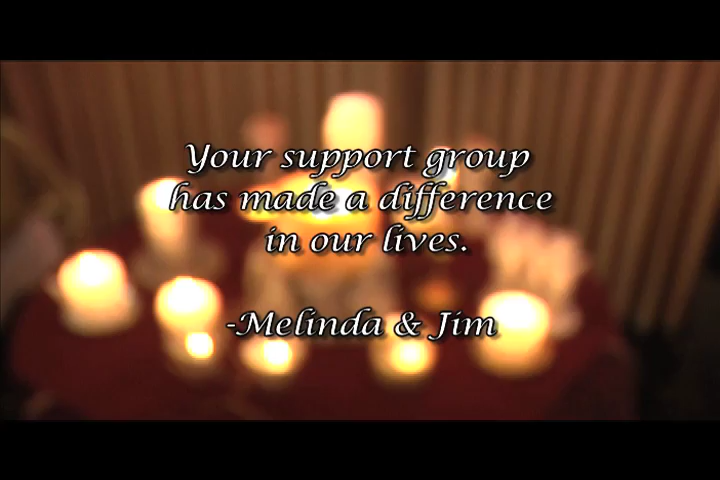 Your support group
has made a difference
in our lives.
-Melinda & Jim